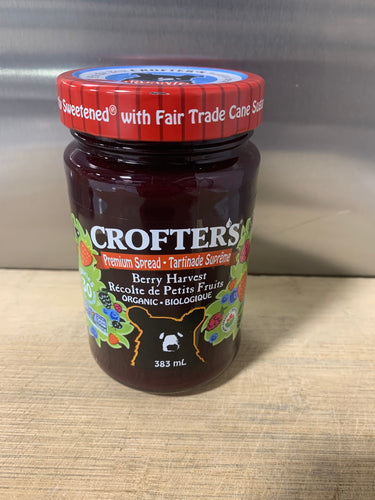 CROFTER'S
Sweetened® with Fair Trade Cane
CROFTER'S
Premium Spread - Tartinade Suprême
Berry Harvest
Récolte de Petits Fruits
ORGANIC • BIOLOGIQUE
383 mL